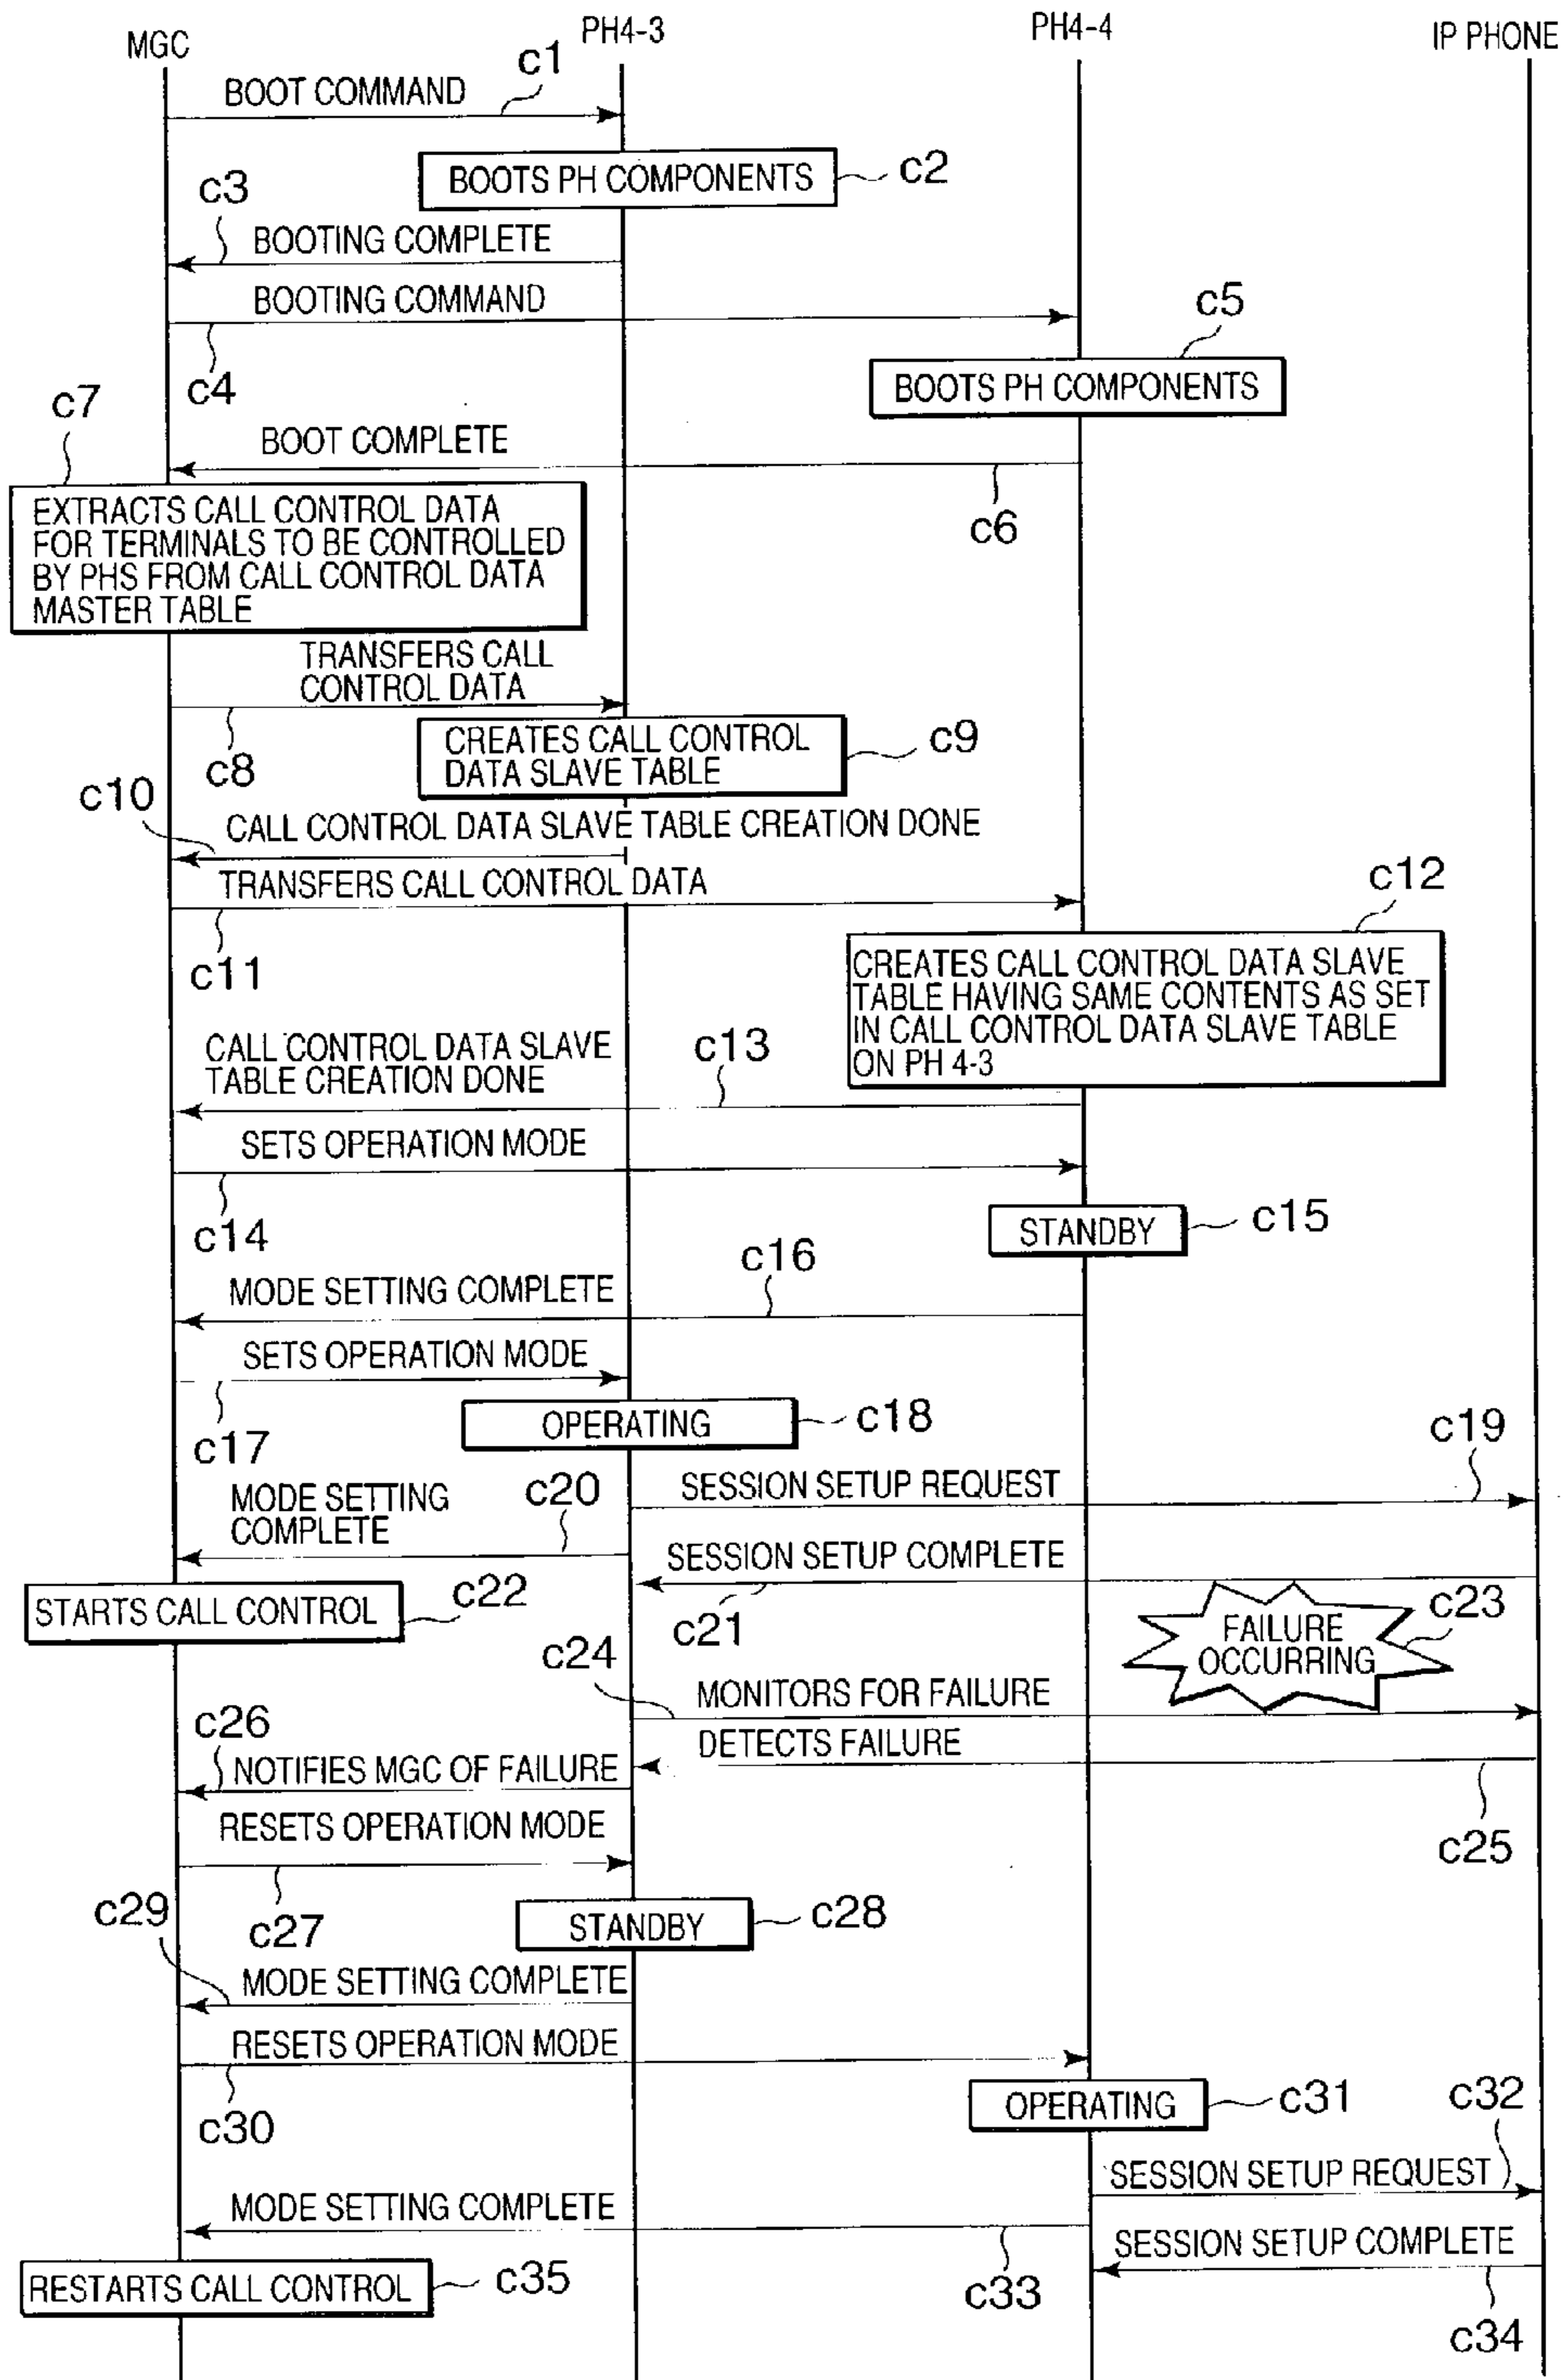 MGC
PH4-3
PH4-4
IP PHONE
c1
BOOT COMMAND
BOOTS PH COMPONENTS
c2
c3
BOOTING COMPLETE
BOOTING COMMAND
c4
c5
BOOTS PH COMPONENTS
c7
BOOT COMPLETE
c6
EXTRACTS CALL CONTROL DATA
FOR TERMINALS TO BE CONTROLLED
BY PHS FROM CALL CONTROL DATA
MASTER TABLE
TRANSFERS CALL
CONTROL DATA
c8
CREATES CALL CONTROL
DATA SLAVE TABLE
c9
c10
CALL CONTROL DATA SLAVE TABLE CREATION DONE
TRANSFERS CALL CONTROL DATA
c11
c12
CREATES CALL CONTROL DATA SLAVE
TABLE HAVING SAME CONTENTS AS SET
IN CALL CONTROL DATA SLAVE TABLE
ON PH 4-3
CALL CONTROL DATA SLAVE
TABLE CREATION DONE
c13
SETS OPERATION MODE
c14
STANDBY
c15
c16
MODE SETTING COMPLETE
SETS OPERATION MODE
c17
OPERATING
c18
c19
SESSION SETUP REQUEST
MODE SETTING
COMPLETE
c20
SESSION SETUP COMPLETE
c21
STARTS CALL CONTROL
c22
FAILURE
OCCURRING
c23
c24
MONITORS FOR FAILURE
c26
DETECTS FAILURE
NOTIFIES MGC OF FAILURE
c25
RESETS OPERATION MODE
c27
c29
STANDBY
c28
MODE SETTING COMPLETE
RESETS OPERATION MODE
c30
OPERATING
c31
c32
SESSION SETUP REQUEST
MODE SETTING COMPLETE
c33
SESSION SETUP COMPLETE
c34
RESTARTS CALL CONTROL
c35